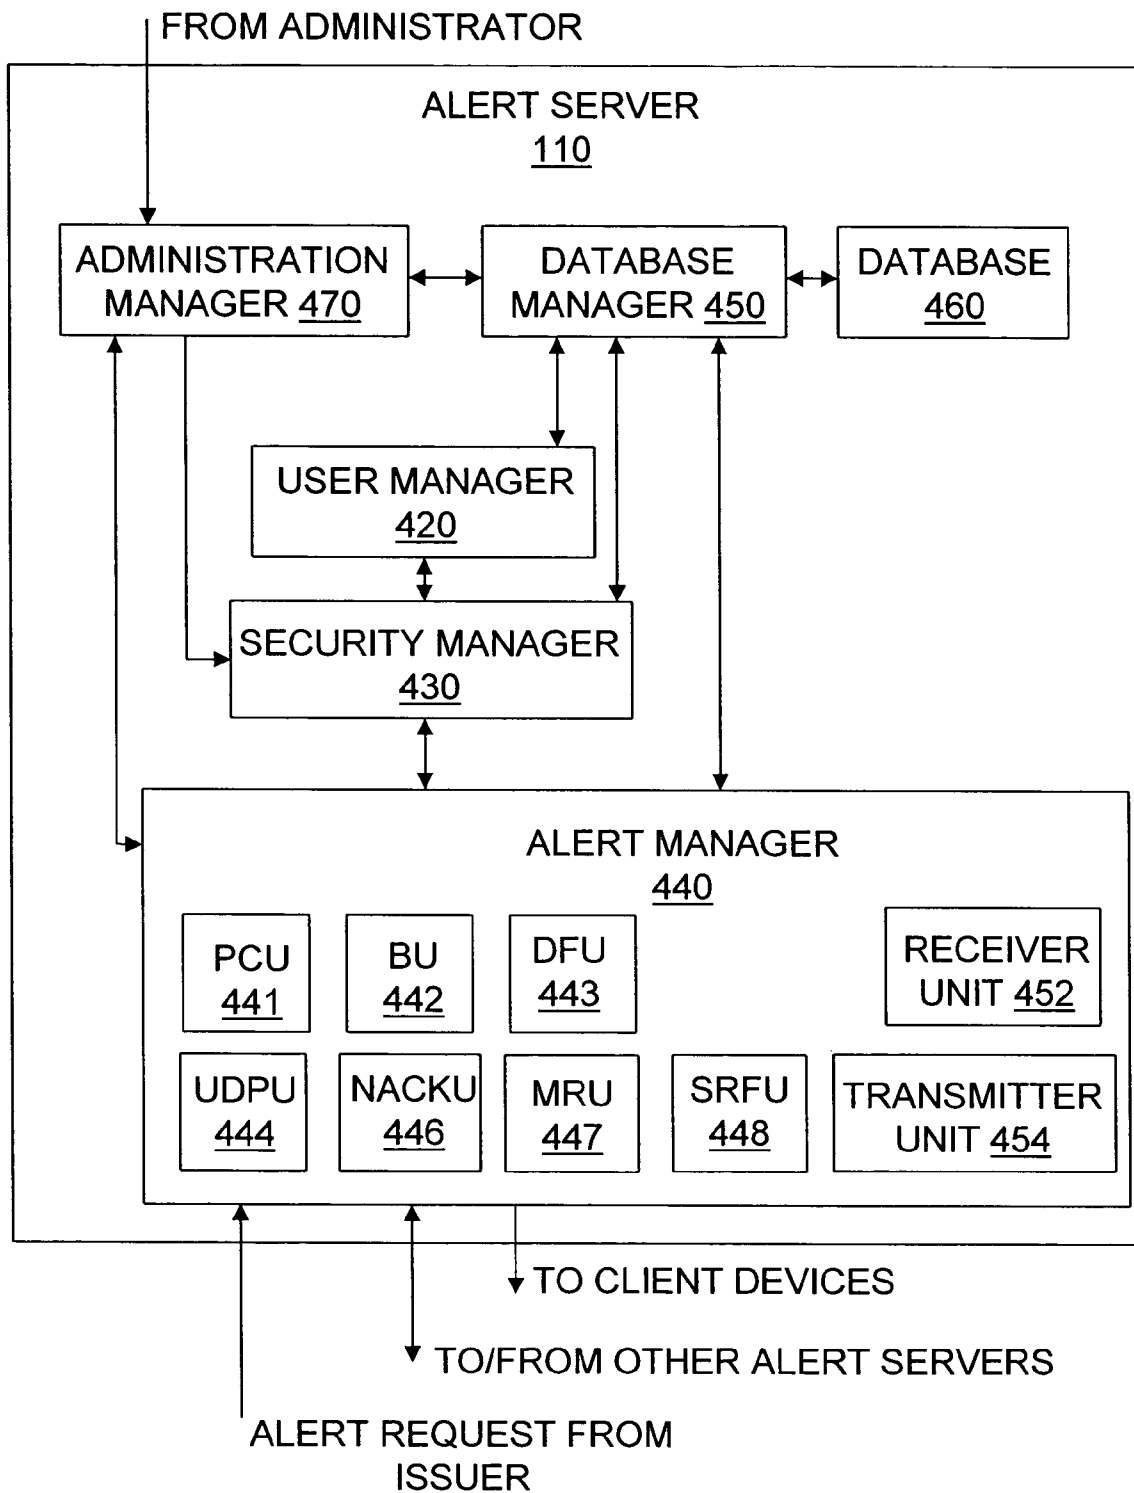 FROM ADMINISTRATOR
ALERT SERVER
110
ADMINISTRATION
MANAGER 470
DATABASE
MANAGER 450
DATABASE
460
USER MANAGER
420
SECURITY MANAGER
430
ALERT MANAGER
440
PCU
441
BU
442
DFU
443
RECEIVER
UNIT 452
UDPU
444
NACKU
446
MRU
447
SRFU
448
TRANSMITTER
UNIT 454
TO CLIENT DEVICES
TO/FROM OTHER ALERT SERVERS
ALERT REQUEST FROM
ISSUER